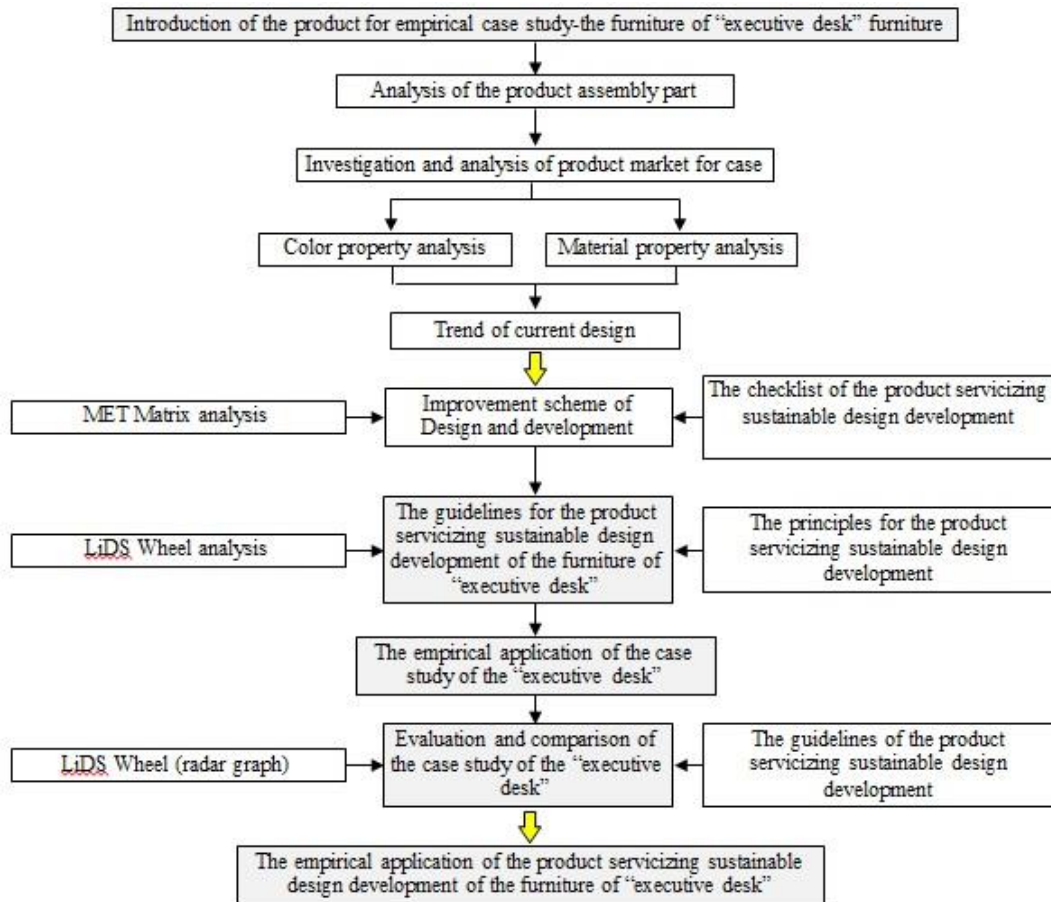 Introduction of the product for empirical case study-the furniture of “executive desk” furniture
Analysis of the product assembly part
Investigation and analysis of product market for case
Color property analysis
Material property analysis
Trend of current design
MET Matrix analysis
Improvement scheme of
Design and development
The checklist of the product servicizing
sustainable design development
LiDS Wheel analysis
The guidelines for the product
servicizing sustainable design
development of the furniture of
“executive desk”
The principles for the product
servicizing sustainable design
development
The empirical application of the case
study of the “executive desk”
LiDS Wheel (radar graph)
Evaluation and comparison of
the case study of the “executive
desk”
The guidelines of the product
servicizing sustainable design
development
The empirical application of the product servicizing sustainable
design development of the furniture of “executive desk”